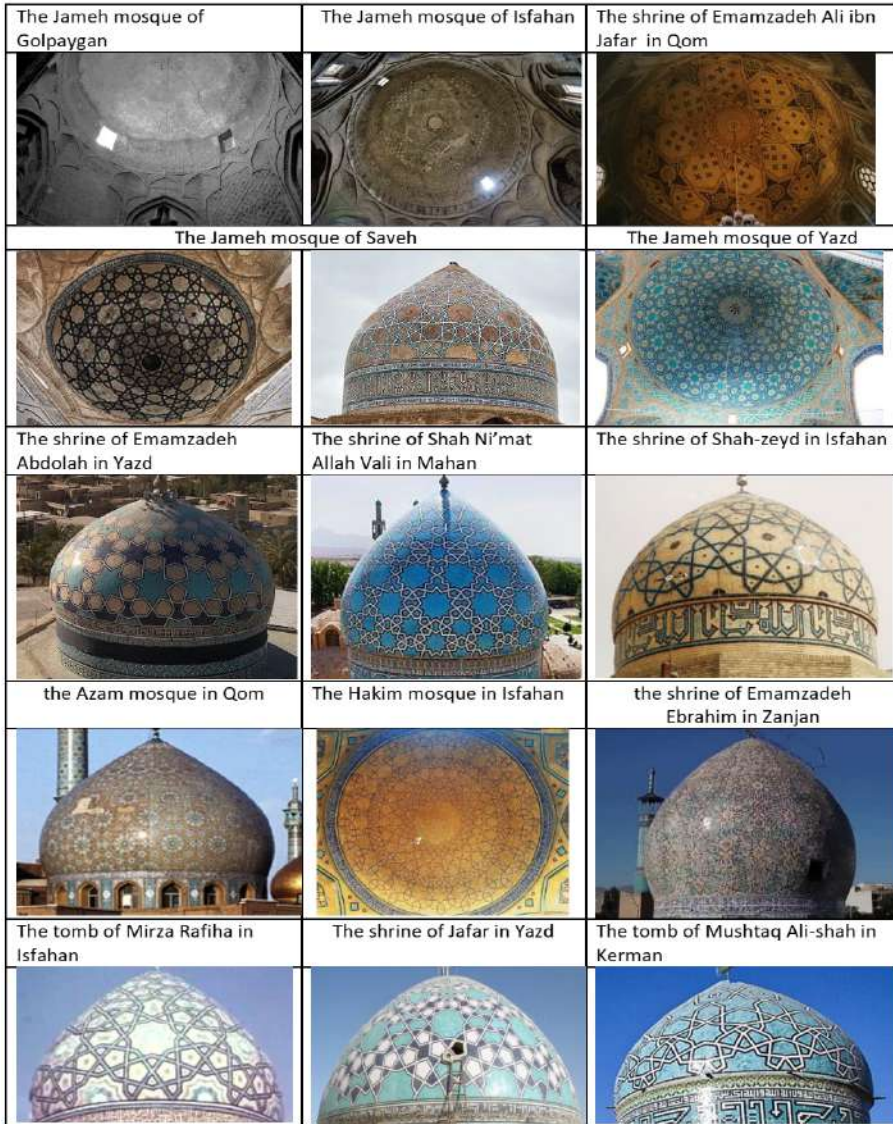 The Jameh mosque of
Golpaygan
The Jameh mosque of Isfahan
The shrine of Emamzadeh Ali ibn
Jafar in Qom
The Jameh mosque of Saveh
The Jameh mosque of Yazd
The shrine of Emamzadeh
Abdolah in Yazd
The shrine of Shah Ni’mat
Allah Vali in Mahan
The shrine of Shah-zeyd in Isfahan
the Azam mosque in Qom
The Hakim mosque in Isfahan
the shrine of Emamzadeh
Ebrahim in Zanjan
The tomb of Mirza Rafiha in
Isfahan
The shrine of Jafar in Yazd
The tomb of Mushtaq Ali-shah in
Kerman